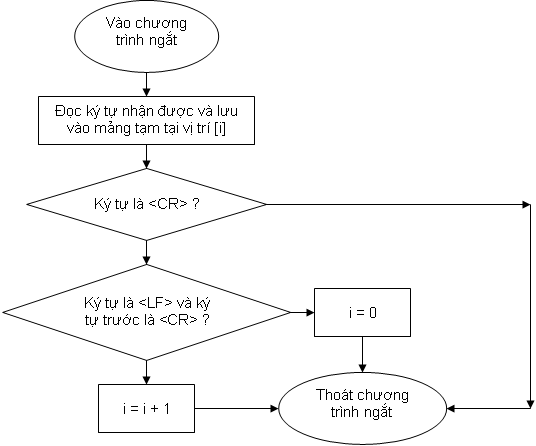 Vào chương
trình ngắt
Đọc ký tự nhận được và lưu
vào mảng tạm tại vị trí [i]
Ký tự là <CR> ?
Ký tự là <LF> và ký
tự trước là <CR> ?
i = 0
i = i + 1
Thoát chương
trình ngắt